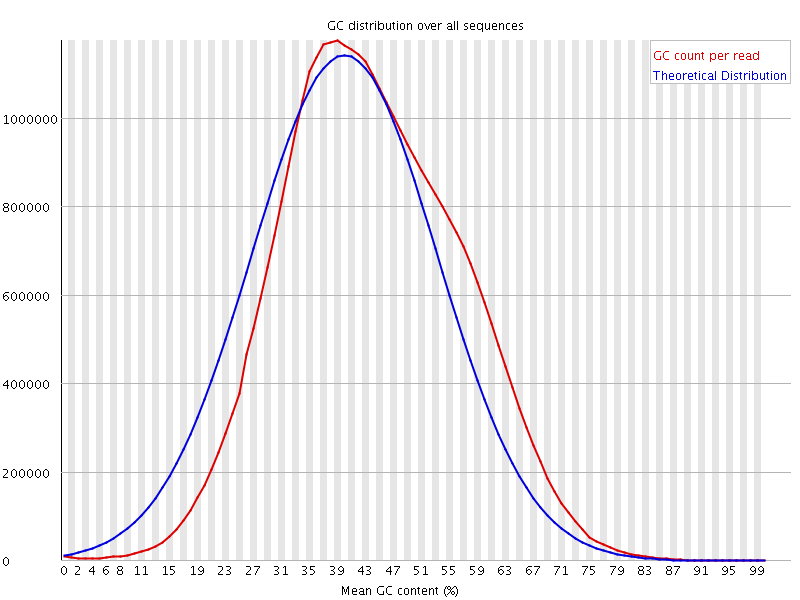 GC distribution over all sequences
GC count per read
Theoretical Distribution
1000000
800000
600000
400000
200000
0
0 2 4 6 8 11 15 19 23 27 31 35 39 43 47 51 55 59 63 67 71 75 79 83 87 91 95 99
Mean GC content (%)